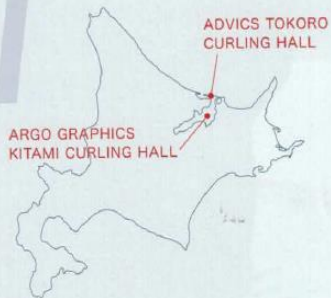 ADVICS TOKORO
CURLING HALL
ARGO GRAPHICS
KITAMI CURLING HALL